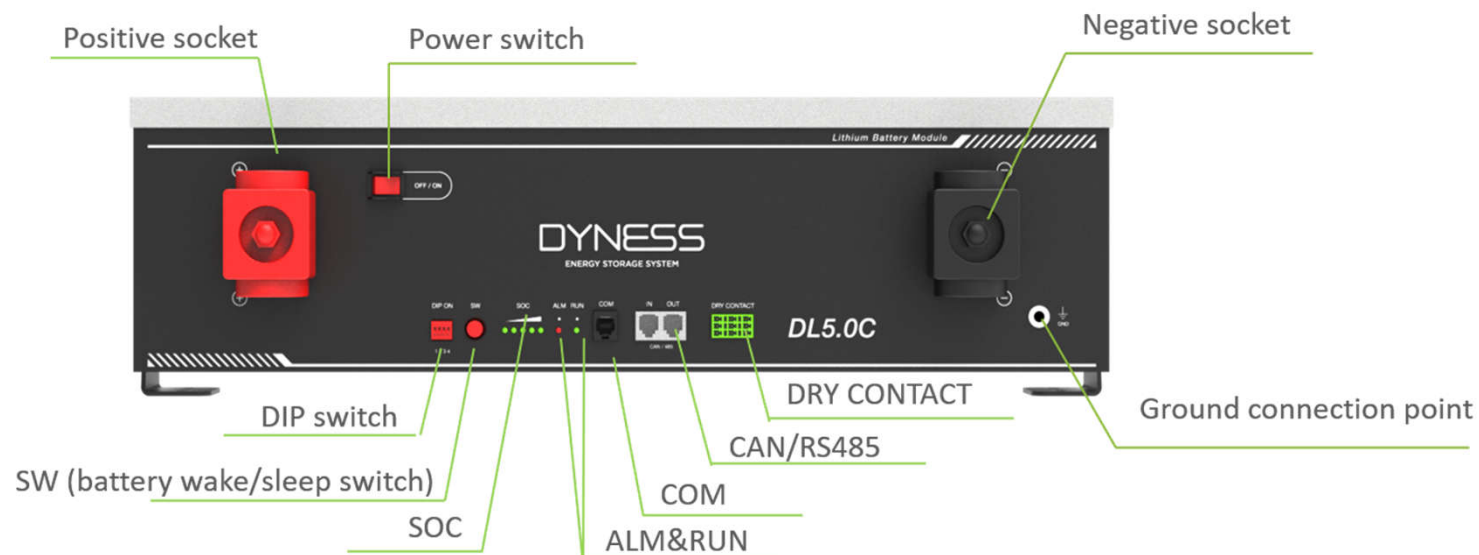 Positive socket
Power switch
Negative socket
Lithium Battery Module
OFF / ON
DYNESS
ENERGY STORAGE SYSTEM
DIP ON
SW
SOC
ALM RUN
COM
IN OUT
DRY CONTACT
CAN / 485
DL5.0C
GND
DRY CONTACT
DIP switch
Ground connection point
CAN/RS485
SW (battery wake/sleep switch)
COM
SOC
ALM&RUN